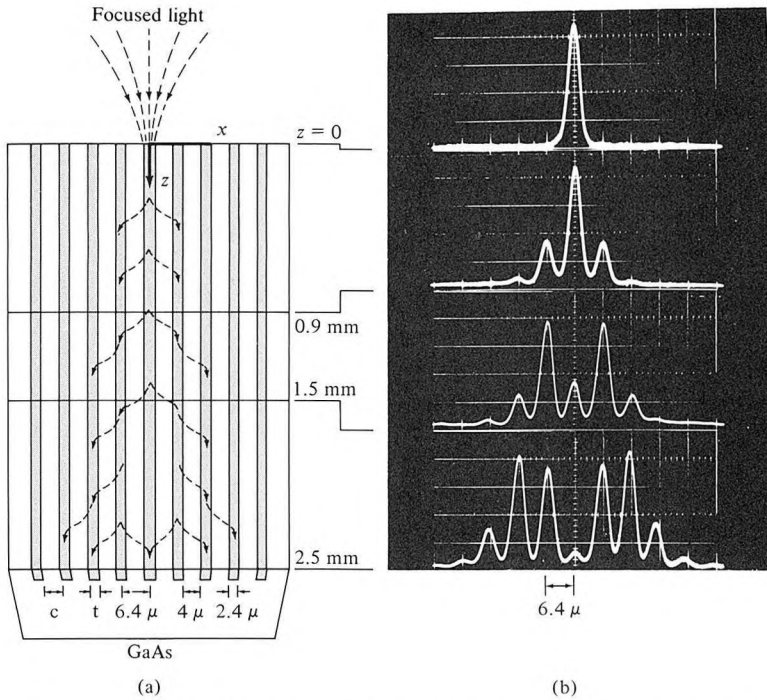 Focused light
x
z = 0
z
0.9 mm
1.5 mm
2.5 mm
c
t
6.4 μ
4 μ
2.4 μ
GaAs
(a)
6.4 μ
(b)